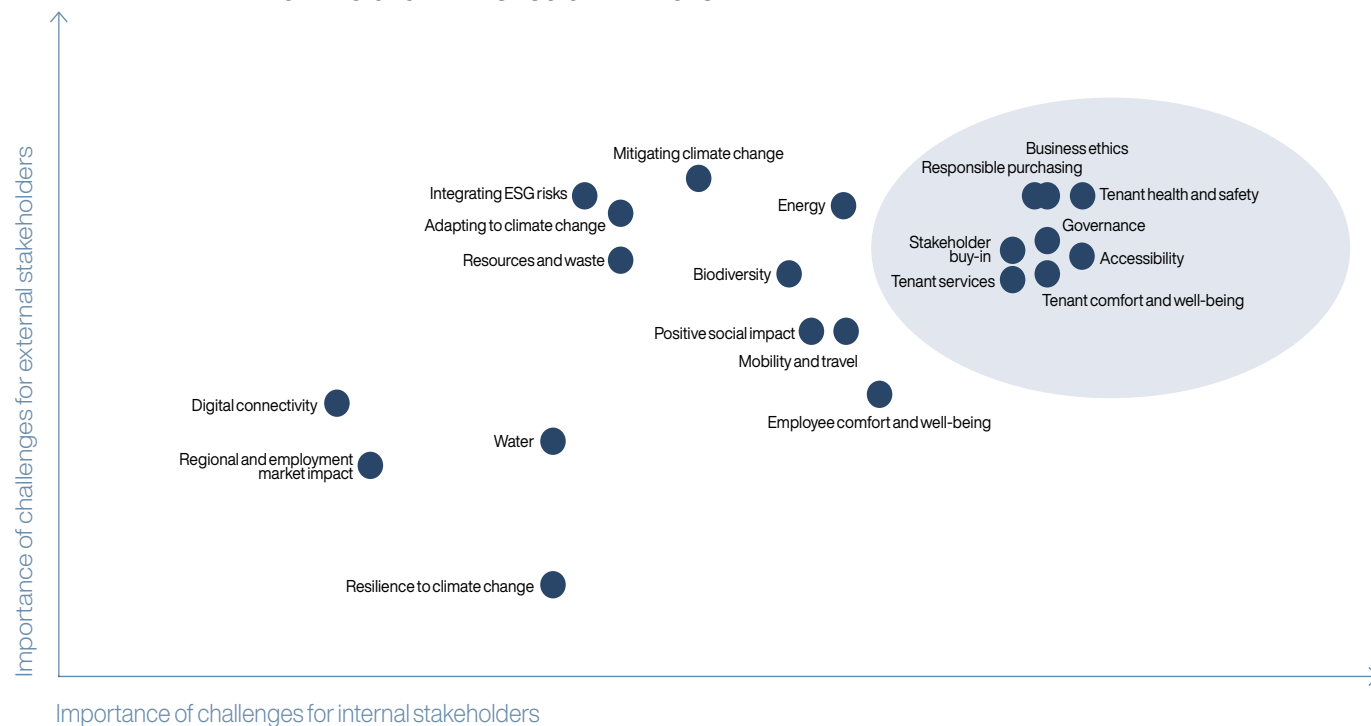 Business ethics
Mitigating climate change
Responsible purchasing
Integrating ESG risks
Tenant health and safety
Energy
Adapting to climate change
Governance
Stakeholder
buy-in
Accessibility
Resources and waste
Biodiversity
Tenant services
Tenant comfort and well-being
Positive social impact
Mobility and travel
Digital connectivity
Employee comfort and well-being
Water
Regional and employment
market impact
Resilience to climate change
Importance of challenges for external stakeholders
Importance of challenges for internal stakeholders